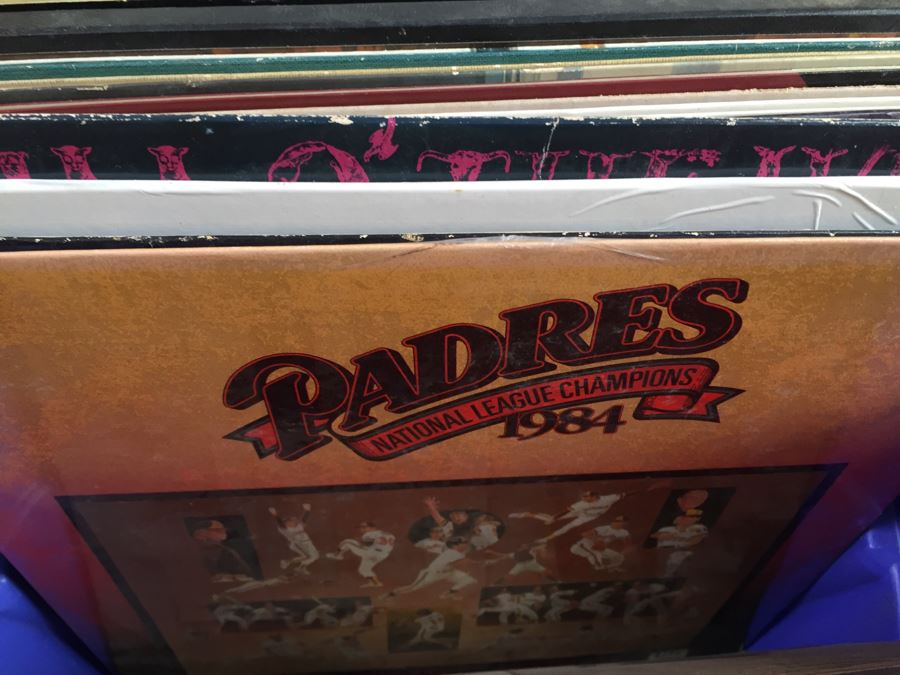 PADRES
NATIONAL LEAGUE CHAMPIONS
1984